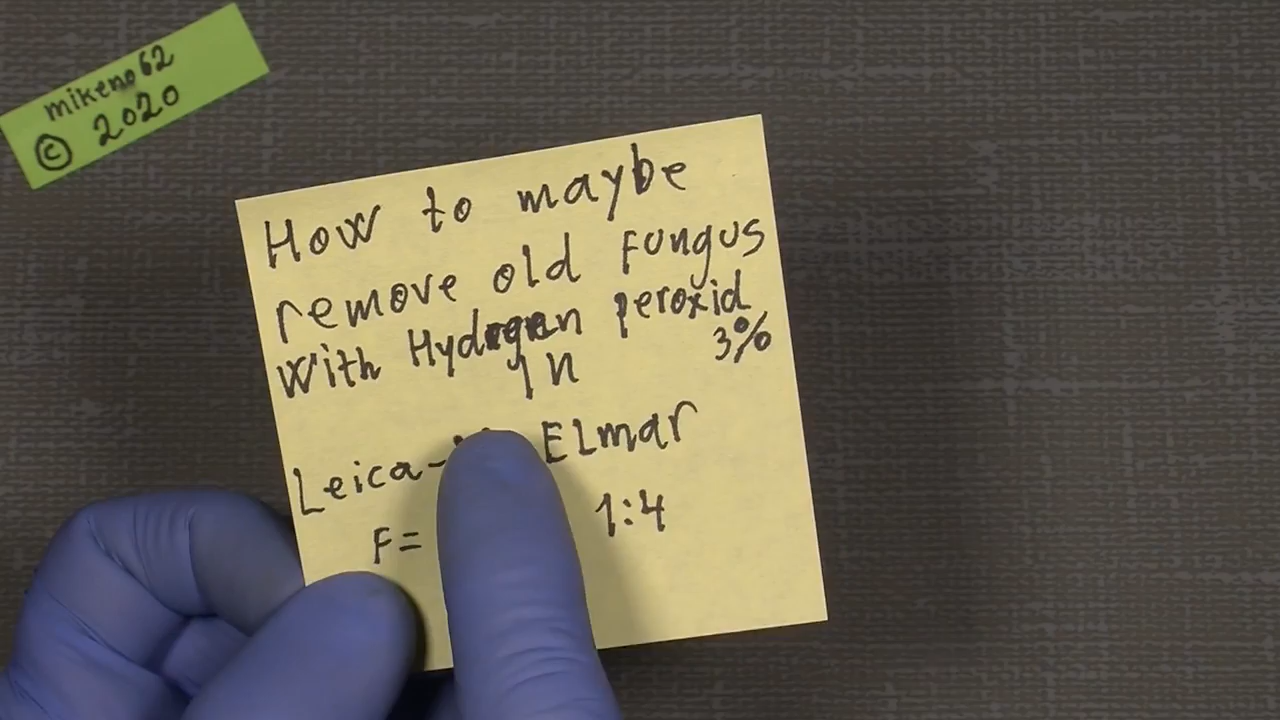 mikeno62
© 2020
How to maybe
remove old Fungus
with Hydrogen peroxid
3%
in
Leica- Elmar
F= 1:4